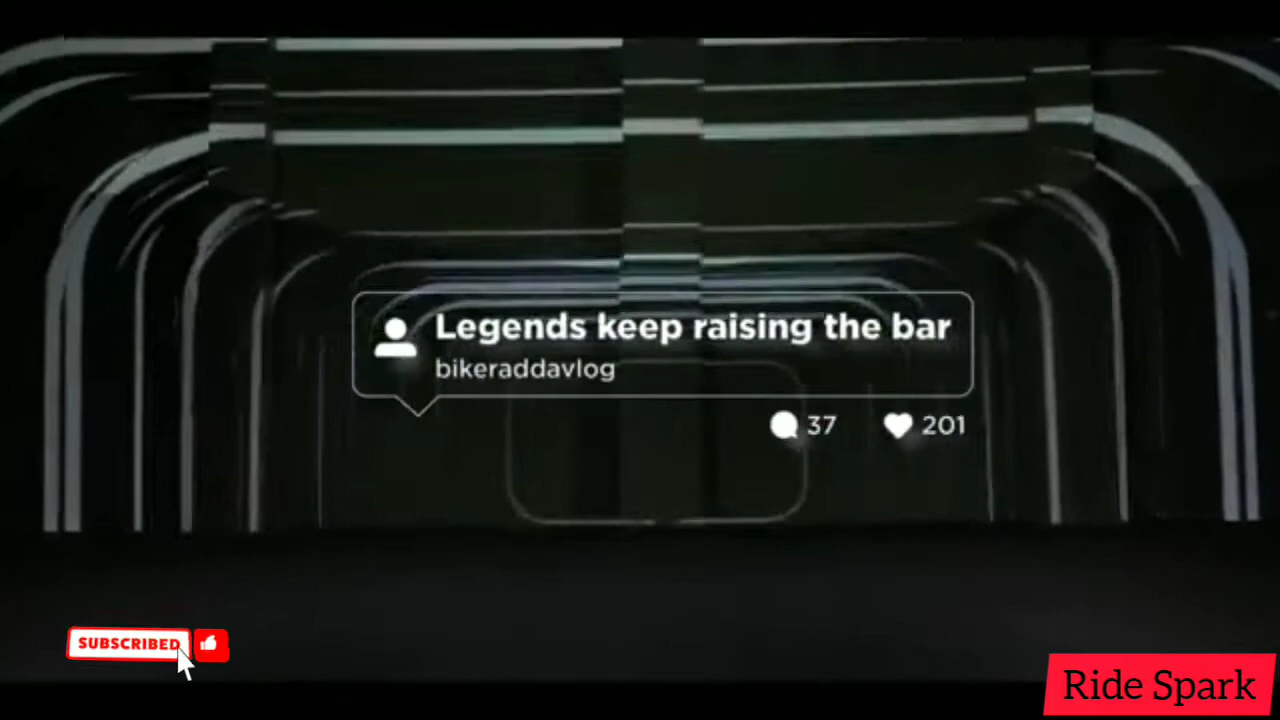 Legends keep raising the bar
bikeraddavlog
37 201
SUBSCRIBED
Ride Spark